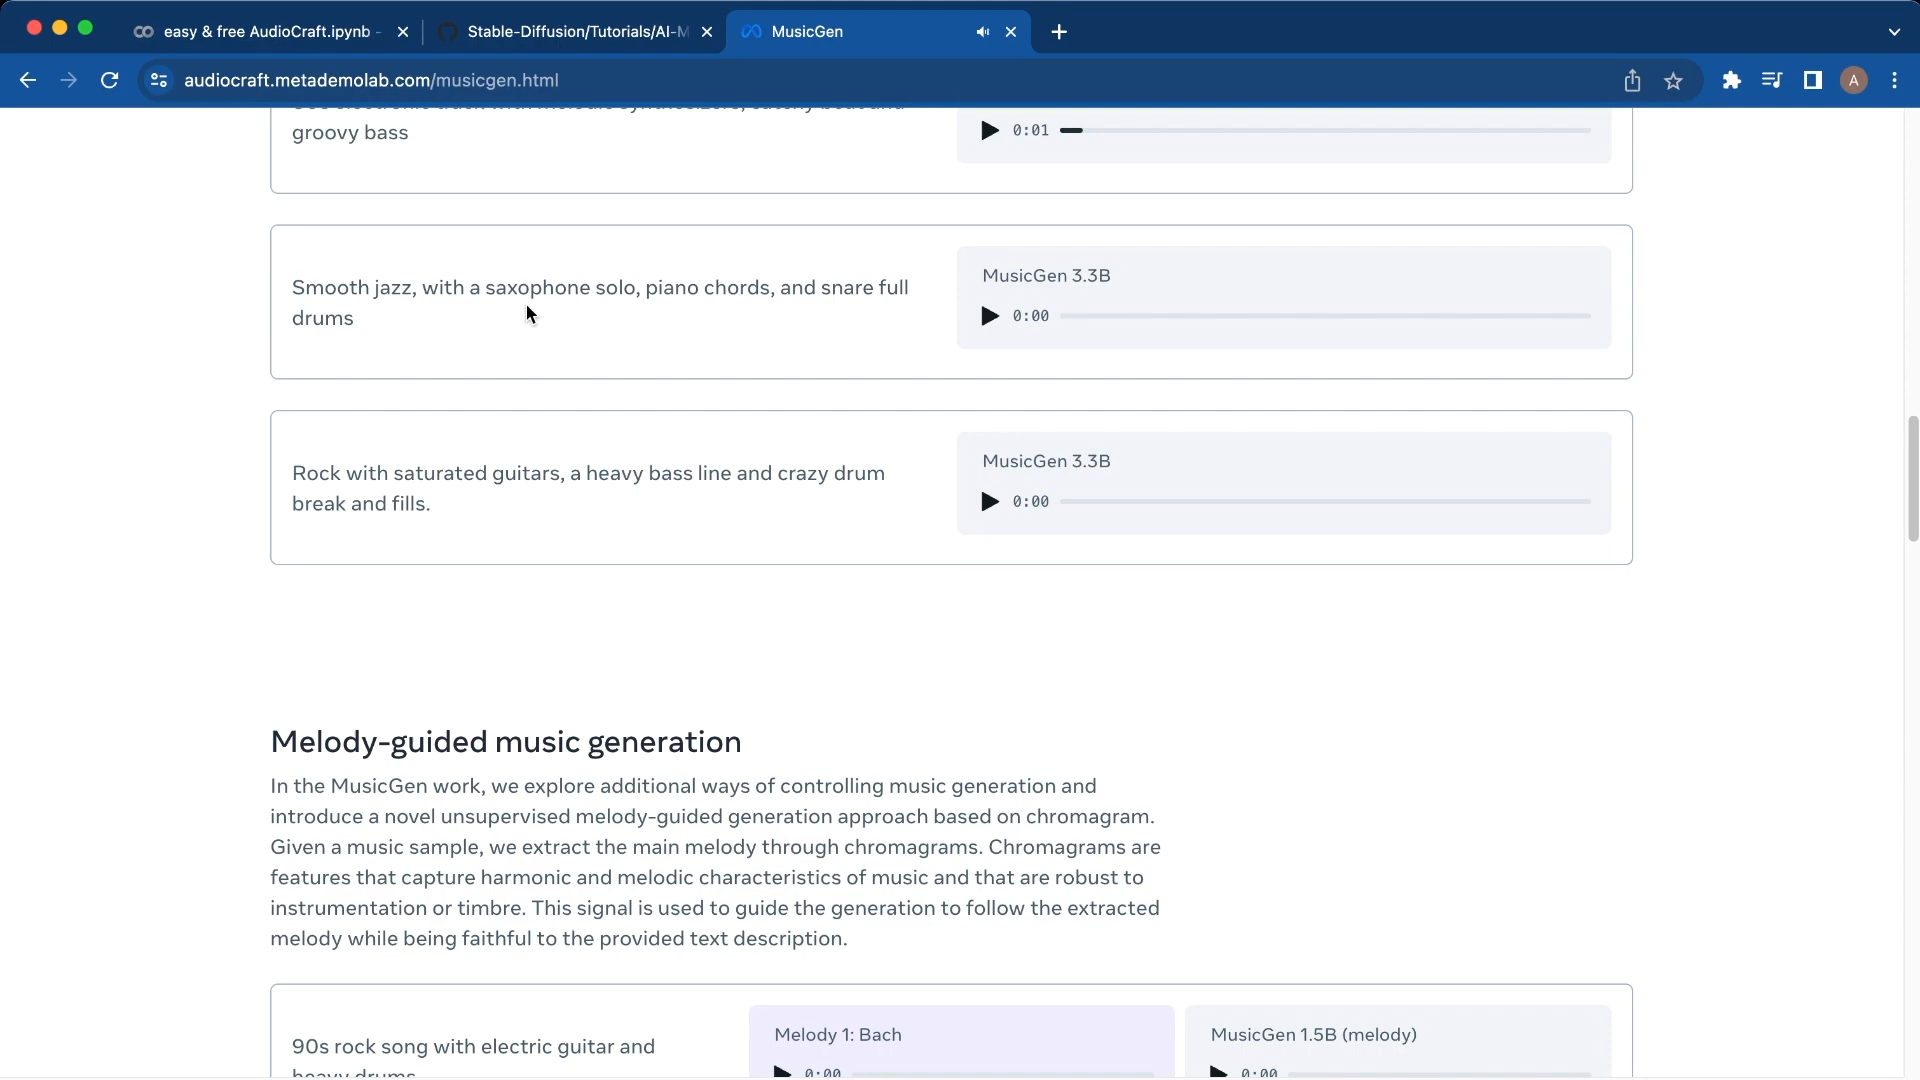 easy & free AudioCraft.ipynb -
Stable-Diffusion/Tutorials/AI-M
MusicGen
audiocraft.metademolab.com/musicgen.html
A
groovy bass
0:01
Smooth jazz, with a saxophone solo, piano chords, and snare full
drums
MusicGen 3.3B
0:00
Rock with saturated guitars, a heavy bass line and crazy drum
break and fills.
MusicGen 3.3B
0:00
Melody-guided music generation
In the MusicGen work, we explore additional ways of controlling music generation and
introduce a novel unsupervised melody-guided generation approach based on chromagram.
Given a music sample, we extract the main melody through chromagrams. Chromagrams are
features that capture harmonic and melodic characteristics of music and that are robust to
instrumentation or timbre. This signal is used to guide the generation to follow the extracted
melody while being faithful to the provided text description.
90s rock song with electric guitar and
heavy drums
Melody 1: Bach
0:00
MusicGen 1.5B (melody)
0:00